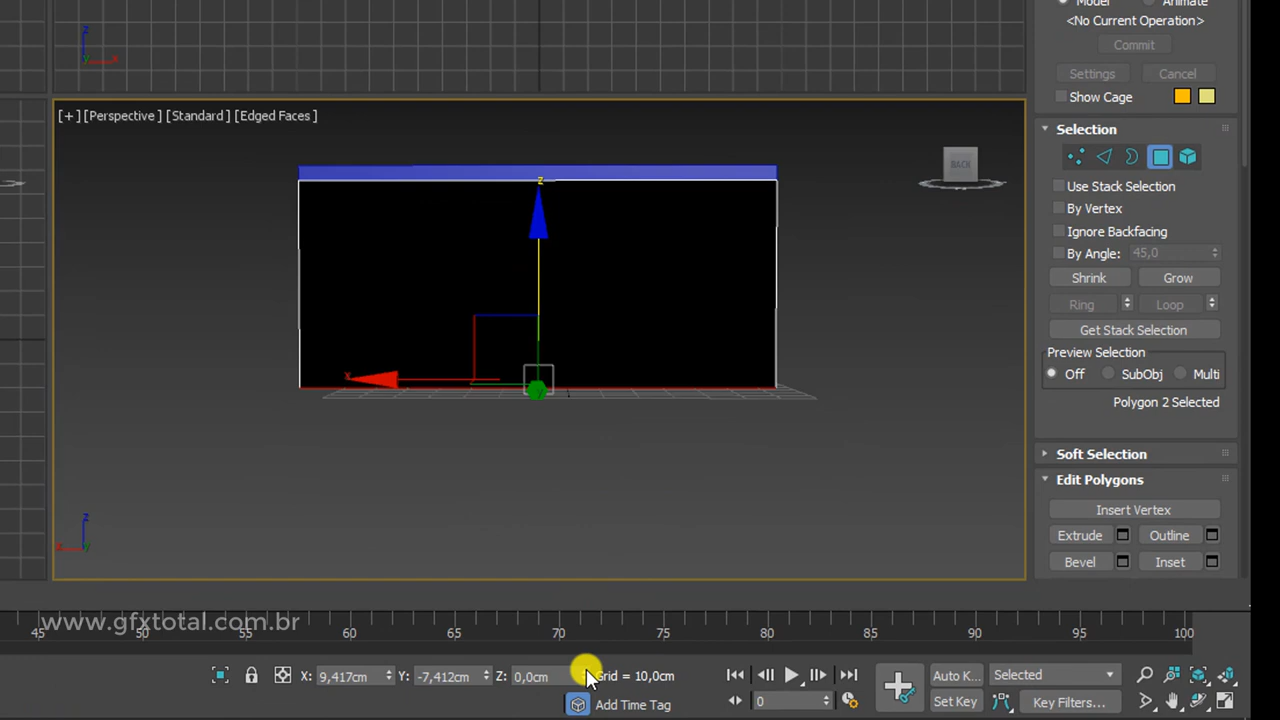 Model Animate
<No Current Operation>
Commit
Settings Cancel
Show Cage
[+] [Perspective] [Standard] [Edged Faces]
Selection
Use Stack Selection
By Vertex
Ignore Backfacing
By Angle: 45,0
Shrink Grow
Ring Loop
Get Stack Selection
Preview Selection
Off SubObj Multi
Polygon 2 Selected
Soft Selection
Edit Polygons
Insert Vertex
Extrude Outline
Bevel Inset
z
x
z
y x
BACK
z
x
y
z
x y
www.gfxtotal.com.br
45 50 55 60 65 70 75 80 85 90 95 100
X: 9,417cm Y: -7,412cm Z: 0,0cm Grid = 10,0cm
Auto K... Selected
Add Time Tag 0 Set Key Key Filters...